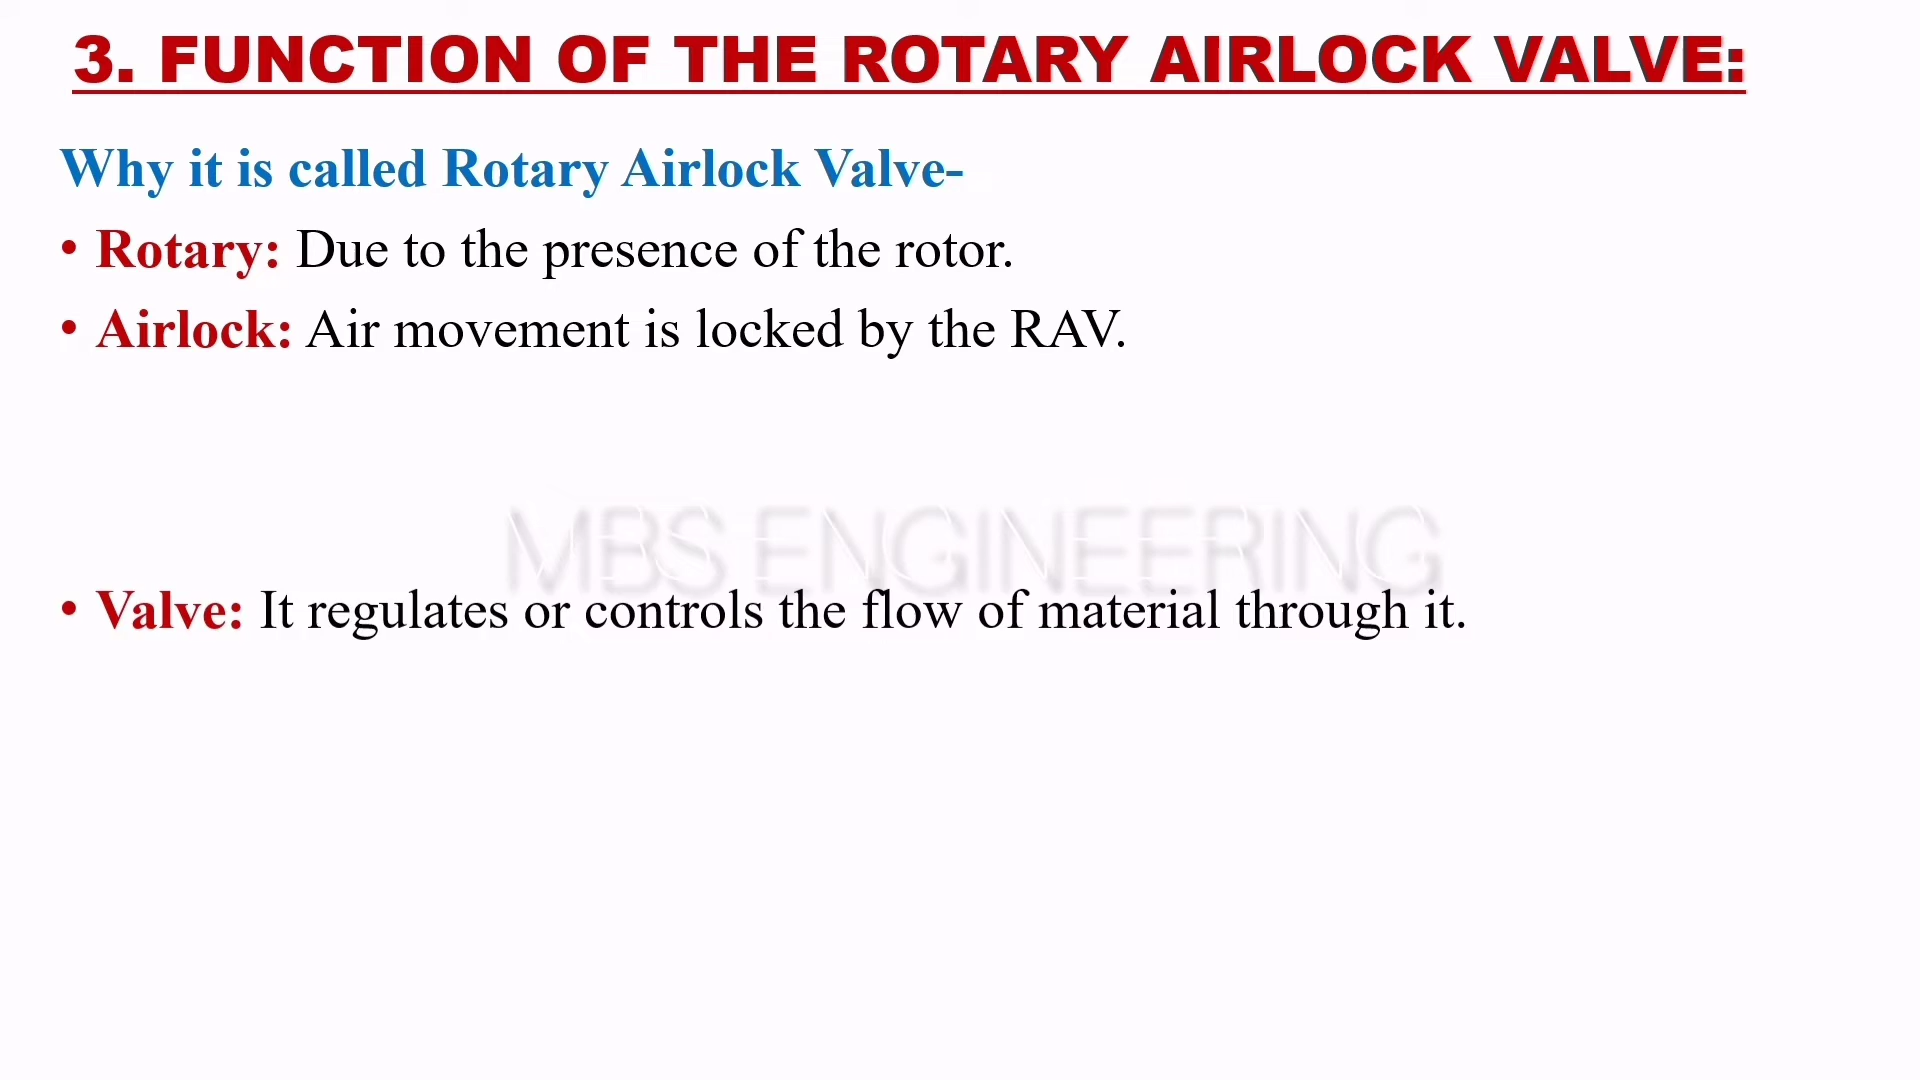 3. FUNCTION OF THE ROTARY AIRLOCK VALVE:
Why it is called Rotary Airlock Valve-
• Rotary: Due to the presence of the rotor.
• Airlock: Air movement is locked by the RAV.
MBS ENGINEERING
• Valve: It regulates or controls the flow of material through it.